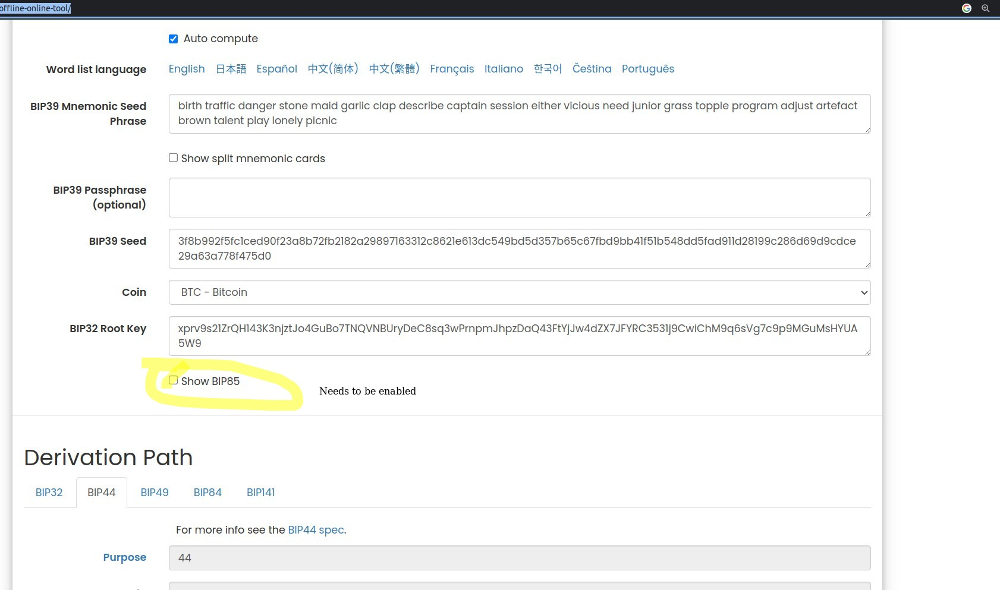 offline-online-tool/
Auto compute
Word list language
English 日本語 Español 中文(简体) 中文(繁體) Français Italiano 한국어 Čeština Português
BIP39 Mnemonic Seed
Phrase
birth traffic danger stone maid garlic clap describe captain session either vicious need junior grass topple program adjust artefact
brown talent play lonely picnic
Show split mnemonic cards
BIP39 Passphrase
(optional)
BIP39 Seed
3f8b992f5fc1ced90f23a8b72fb2182a29897163312c8621e613dc549bd5d357b65c67fbd9bb41f51b548dd5fad911d28199c286d69d9cdce
29a63a778f475d0
Coin
BTC - Bitcoin
BIP32 Root Key
xprv9s21ZrQH143K3njztJo4GuBo7TNQVNBUryDeC8sq3wPrnpmJhpzDaQ43FtYjJw4dZX7JFYRC3531j9CwiChM9q6sVg7c9p9MGuMsHYUA
5W9
Show BIP85
Needs to be enabled
Derivation Path
BIP32 BIP44 BIP49 BIP84 BIP141
For more info see the BIP44 spec.
Purpose
44